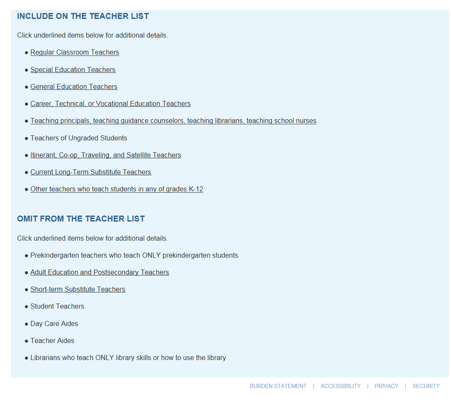 INCLUDE ON THE TEACHER LIST
Click underlined items below for additional details.
● Regular Classroom Teachers
● Special Education Teachers
● General Education Teachers
● Career, Technical, or Vocational Education Teachers
● Teaching principals, teaching guidance counselors, teaching librarians, teaching school nurses
● Teachers of Ungraded Students
● Itinerant, Co-op, Traveling, and Satellite Teachers
● Current Long-Term Substitute Teachers
● Other teachers who teach students in any of grades K-12
OMIT FROM THE TEACHER LIST
Click underlined items below for additional details.
● Prekindergarten teachers who teach ONLY prekindergarten students
● Adult Education and Postsecondary Teachers
● Short-term Substitute Teachers
● Student Teachers
● Day Care Aides
● Teacher Aides
● Librarians who teach ONLY library skills or how to use the library
BURDEN STATEMENT | ACCESSIBILITY | PRIVACY | SECURITY